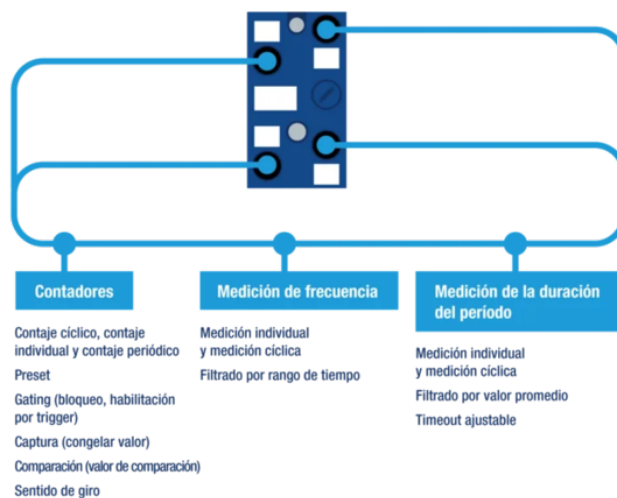 Contadores
Contaje cíclico, contaje
individual y contaje periódico
Preset
Gating (bloqueo, habilitación
por trigger)
Captura (congelar valor)
Comparación (valor de comparación)
Sentido de giro
Medición de frecuencia
Medición individual
y medición cíclica
Filtrado por rango de tiempo
Medición de la duración
del período
Medición individual
y medición cíclica
Filtrado por valor promedio
Timeout ajustable